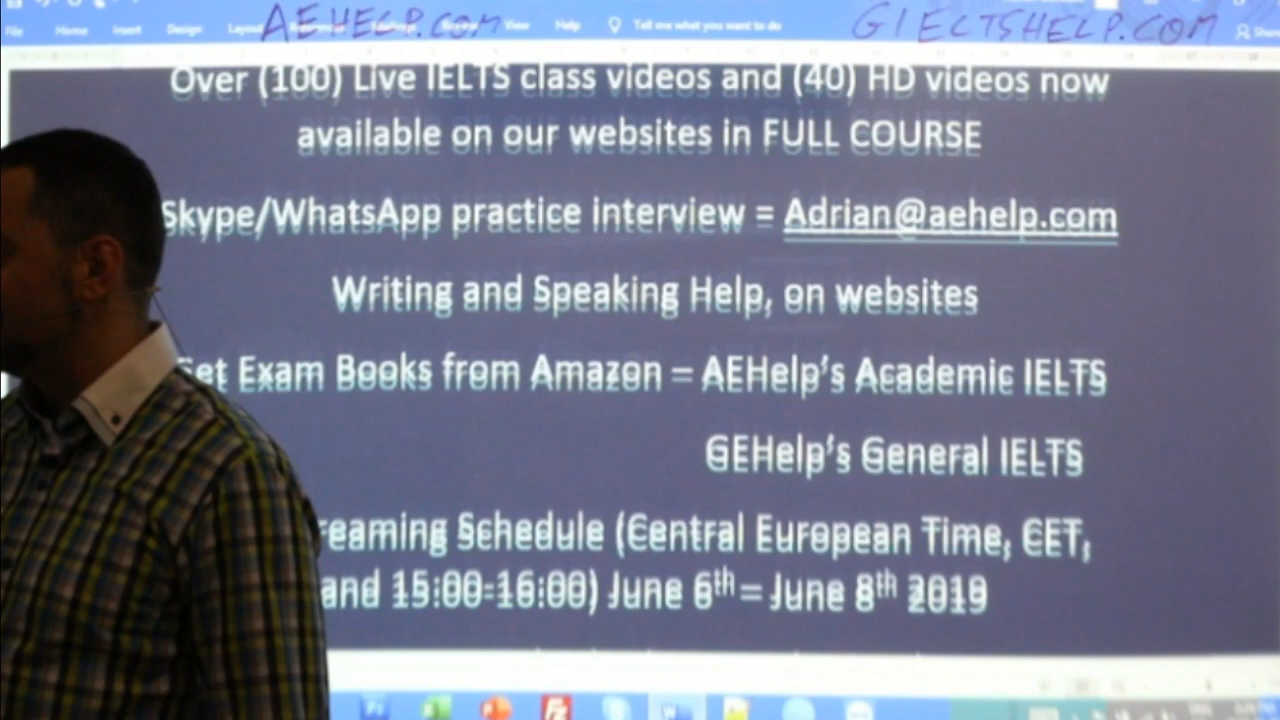 AEHELP.COM GIELTSHELP.COM
File Home Insert Design Layout View Help Tell me what you want to do Share
Over (100) Live IELTS class videos and (40) HD videos now
available on our websites in FULL COURSE
Skype/WhatsApp practice interview = Adrian@aehelp.com
Writing and Speaking Help, on websites
Get Exam Books from Amazon = AEHelp's Academic IELTS
GEHelp's General IELTS
reaming Schedule (Central European Time, CET,
and 15:00-16:00) June 6th – June 8th 2019